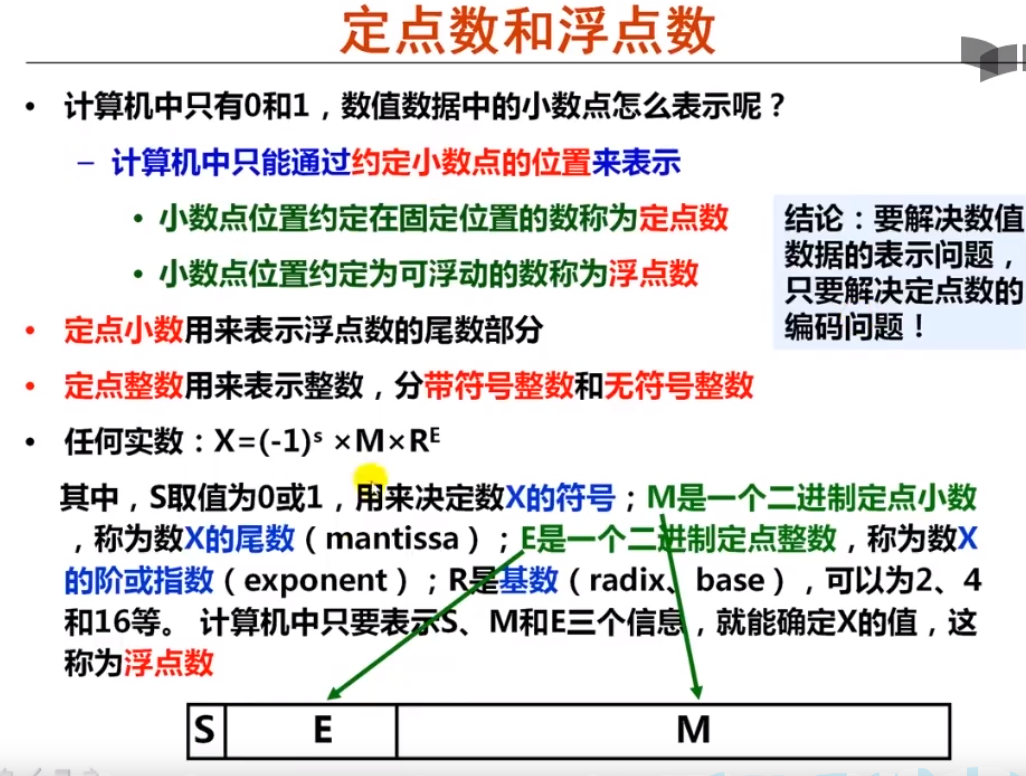 定点数和浮点数
• 计算机中只有0和1，数值数据中的小数点怎么表示呢？
– 计算机中只能通过约定小数点的位置来表示
• 小数点位置约定在固定位置的数称为定点数
• 小数点位置约定为可浮动的数称为浮点数
结论：要解决数值
数据的表示问题，
只要解决定点数的
编码问题！
• 定点小数用来表示浮点数的尾数部分
• 定点整数用来表示整数，分带符号整数和无符号整数
• 任何实数：X=(-1)ˢ ×M×Rᴱ
其中，S取值为0或1，用来决定数X的符号；M是一个二进制定点小数
，称为数X的尾数（mantissa）；E是一个二进制定点整数，称为数X
的阶或指数（exponent）；R是基数（radix、base），可以为2、4
和16等。 计算机中只要表示S、M和E三个信息，就能确定X的值，这
称为浮点数
S E M